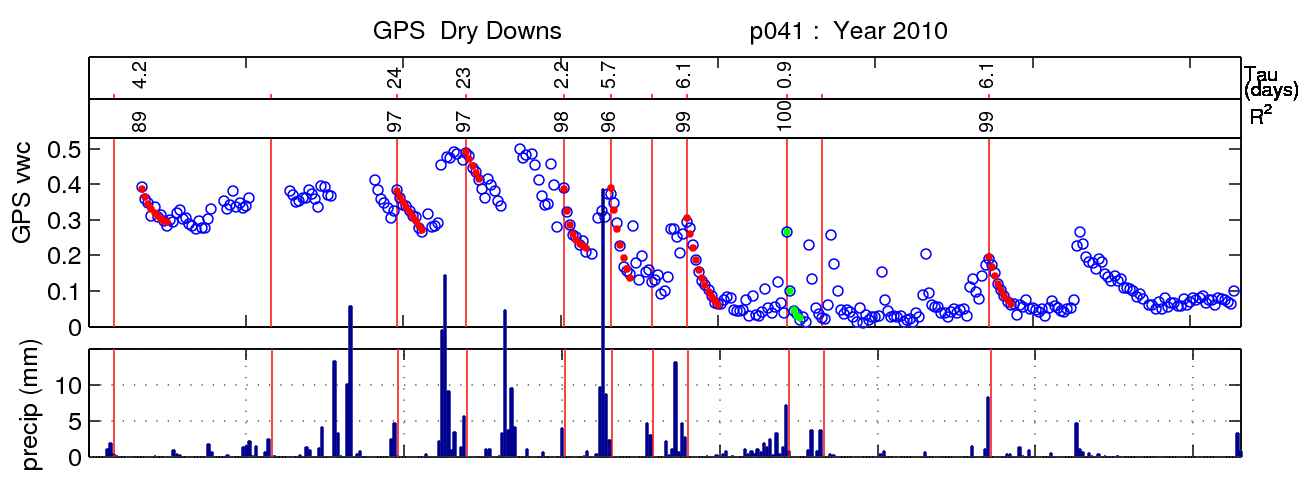 GPS Dry Downs p041 : Year 2010
4.2 24 23 2.2 5.7 6.1 0.9 6.1 Tau
(days)
89 97 97 98 96 99 100 99 R²
GPS vwc
0.5
0.4
0.3
0.2
0.1
0
precip (mm)
10
5
0